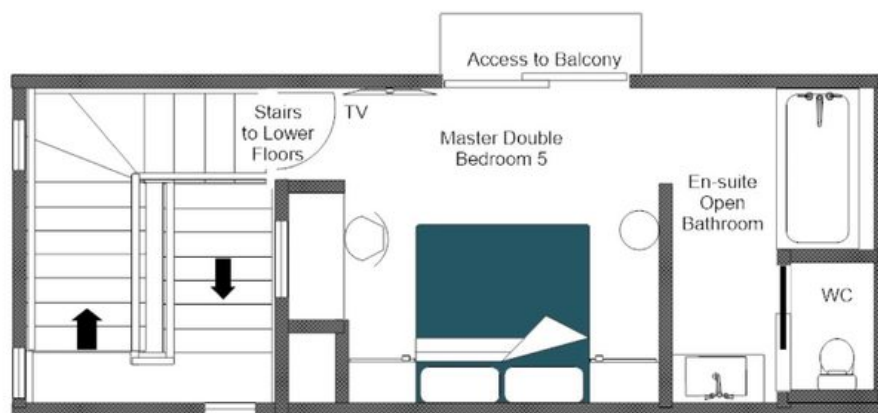 Access to Balcony
Stairs
to Lower
Floors
TV
Master Double
Bedroom 5
En-suite
Open
Bathroom
WC